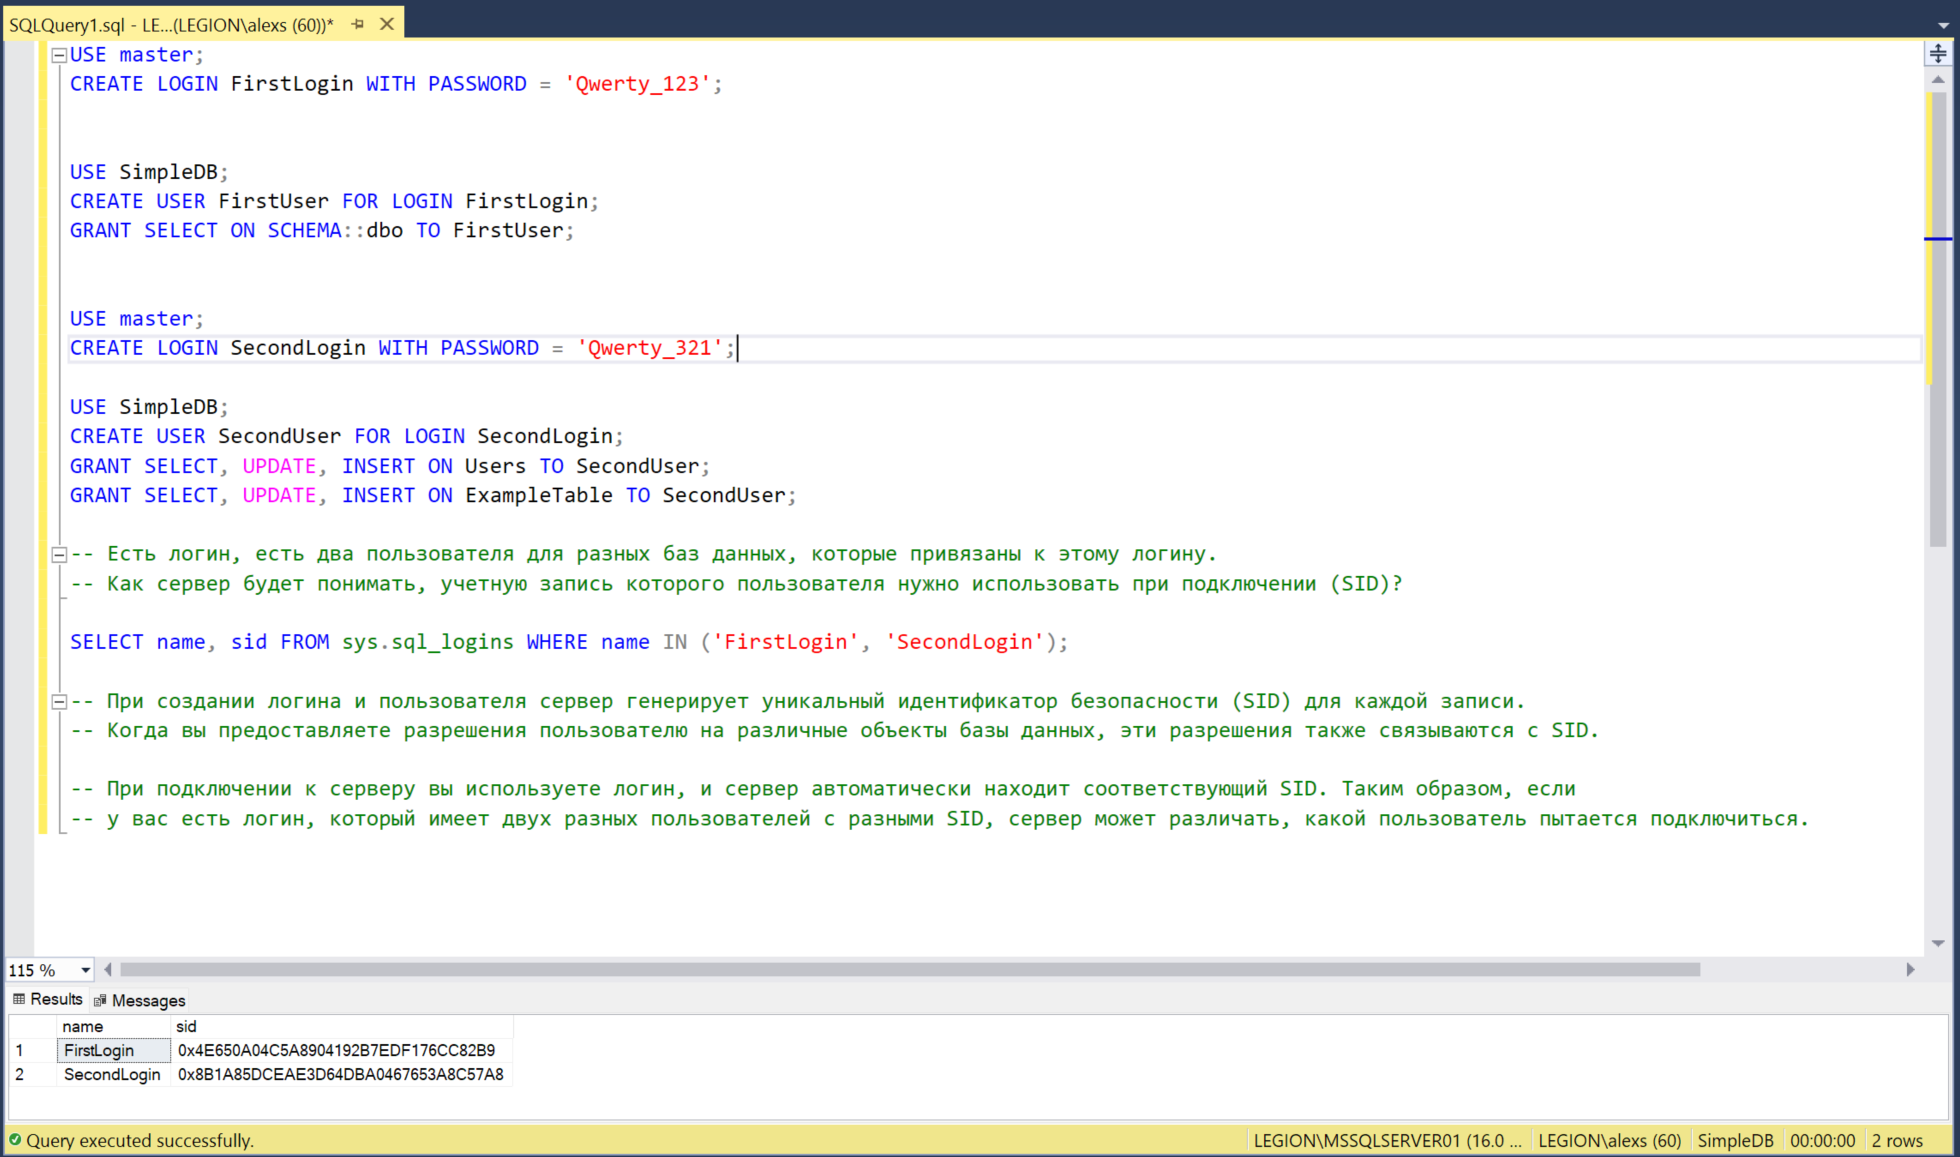 SQLQuery1.sql - LE...(LEGION\alexs (60))*
USE master;
CREATE LOGIN FirstLogin WITH PASSWORD = 'Qwerty_123';
USE SimpleDB;
CREATE USER FirstUser FOR LOGIN FirstLogin;
GRANT SELECT ON SCHEMA::dbo TO FirstUser;
USE master;
CREATE LOGIN SecondLogin WITH PASSWORD = 'Qwerty_321';
USE SimpleDB;
CREATE USER SecondUser FOR LOGIN SecondLogin;
GRANT SELECT, UPDATE, INSERT ON Users TO SecondUser;
GRANT SELECT, UPDATE, INSERT ON ExampleTable TO SecondUser;
-- Есть логин, есть два пользователя для разных баз данных, которые привязаны к этому логину.
-- Как сервер будет понимать, учетную запись которого пользователя нужно использовать при подключении (SID)?
SELECT name, sid FROM sys.sql_logins WHERE name IN ('FirstLogin', 'SecondLogin');
-- При создании логина и пользователя сервер генерирует уникальный идентификатор безопасности (SID) для каждой записи.
-- Когда вы предоставляете разрешения пользователю на различные объекты базы данных, эти разрешения также связываются с SID.
-- При подключении к серверу вы используете логин, и сервер автоматически находит соответствующий SID. Таким образом, если
-- у вас есть логин, который имеет двух разных пользователей с разными SID, сервер может различать, какой пользователь пытается подключиться.
115 %
Results Messages
name sid
1 FirstLogin 0x4E650A04C5A8904192B7EDF176CC82B9
2 SecondLogin 0x8B1A85DCEAE3D64DBA0467653A8C57A8
Query executed successfully. LEGION\MSSQLSERVER01 (16.0 ... LEGION\alexs (60) SimpleDB 00:00:00 2 rows